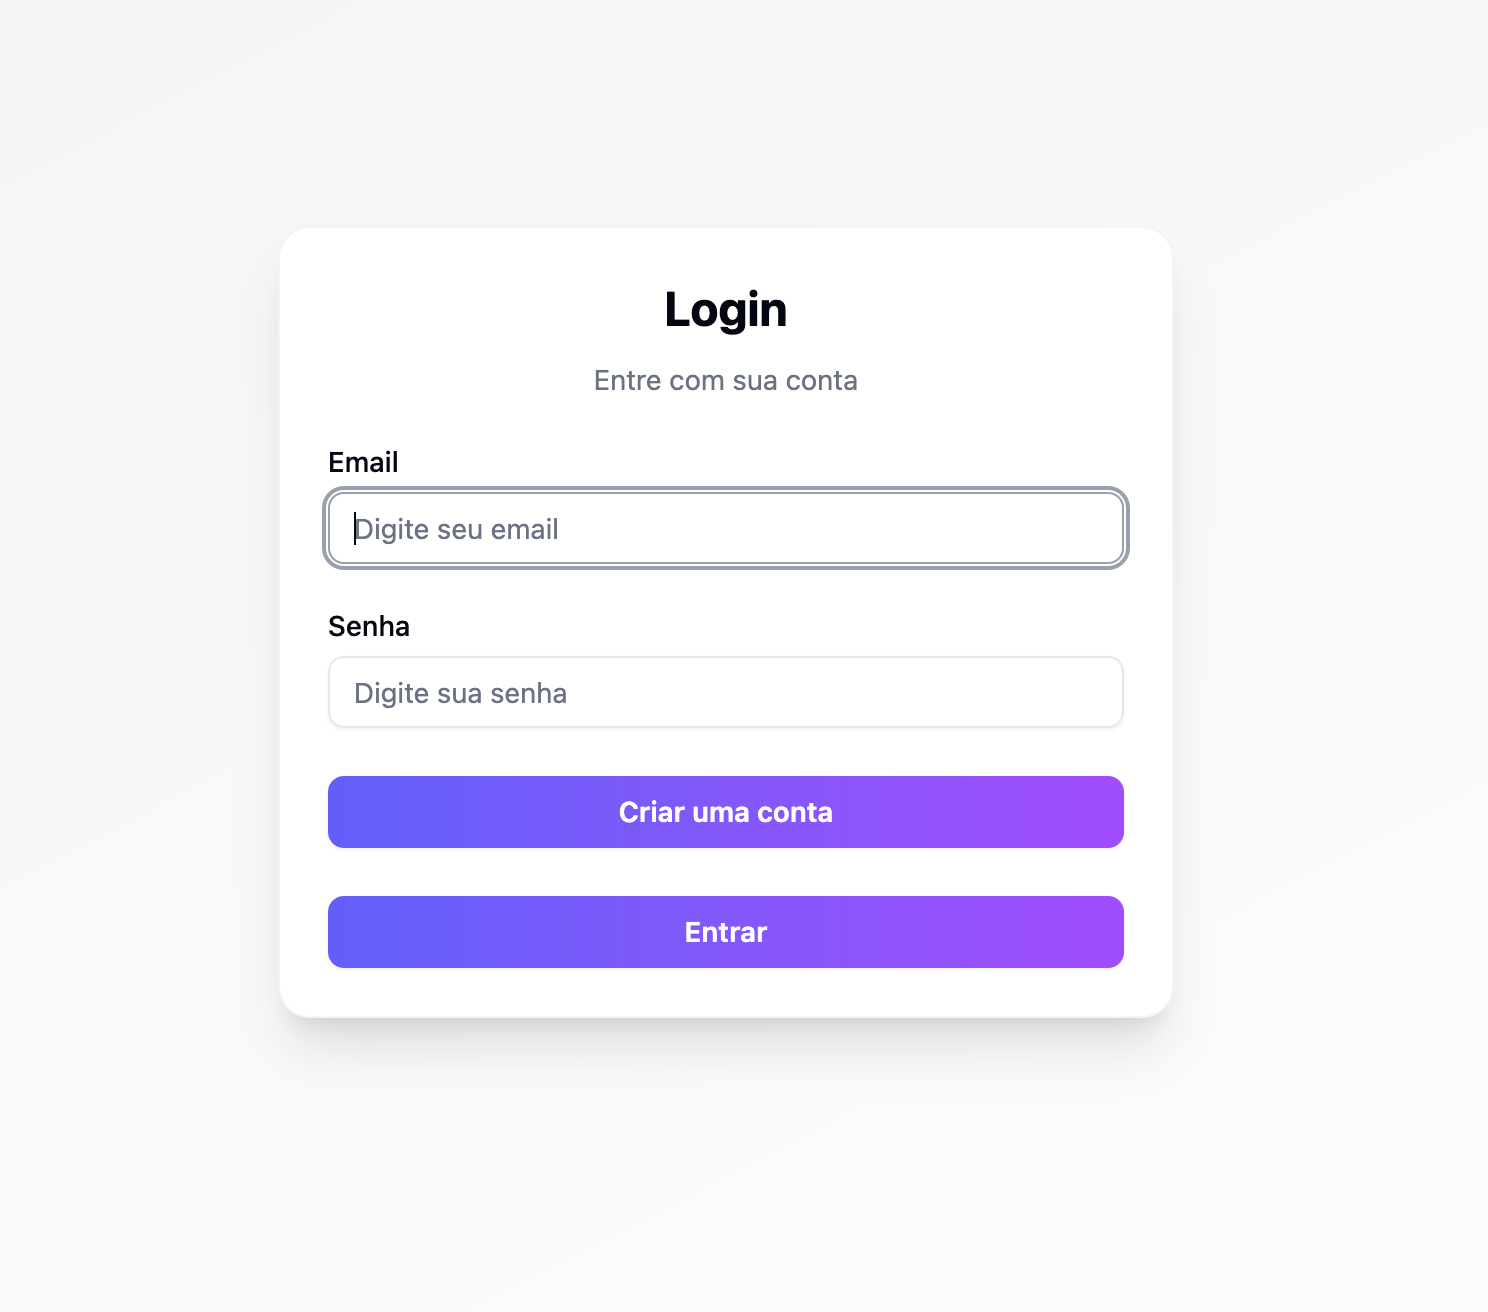 Login
Entre com sua conta
Email
Digite seu email
Senha
Digite sua senha
Criar uma conta
Entrar